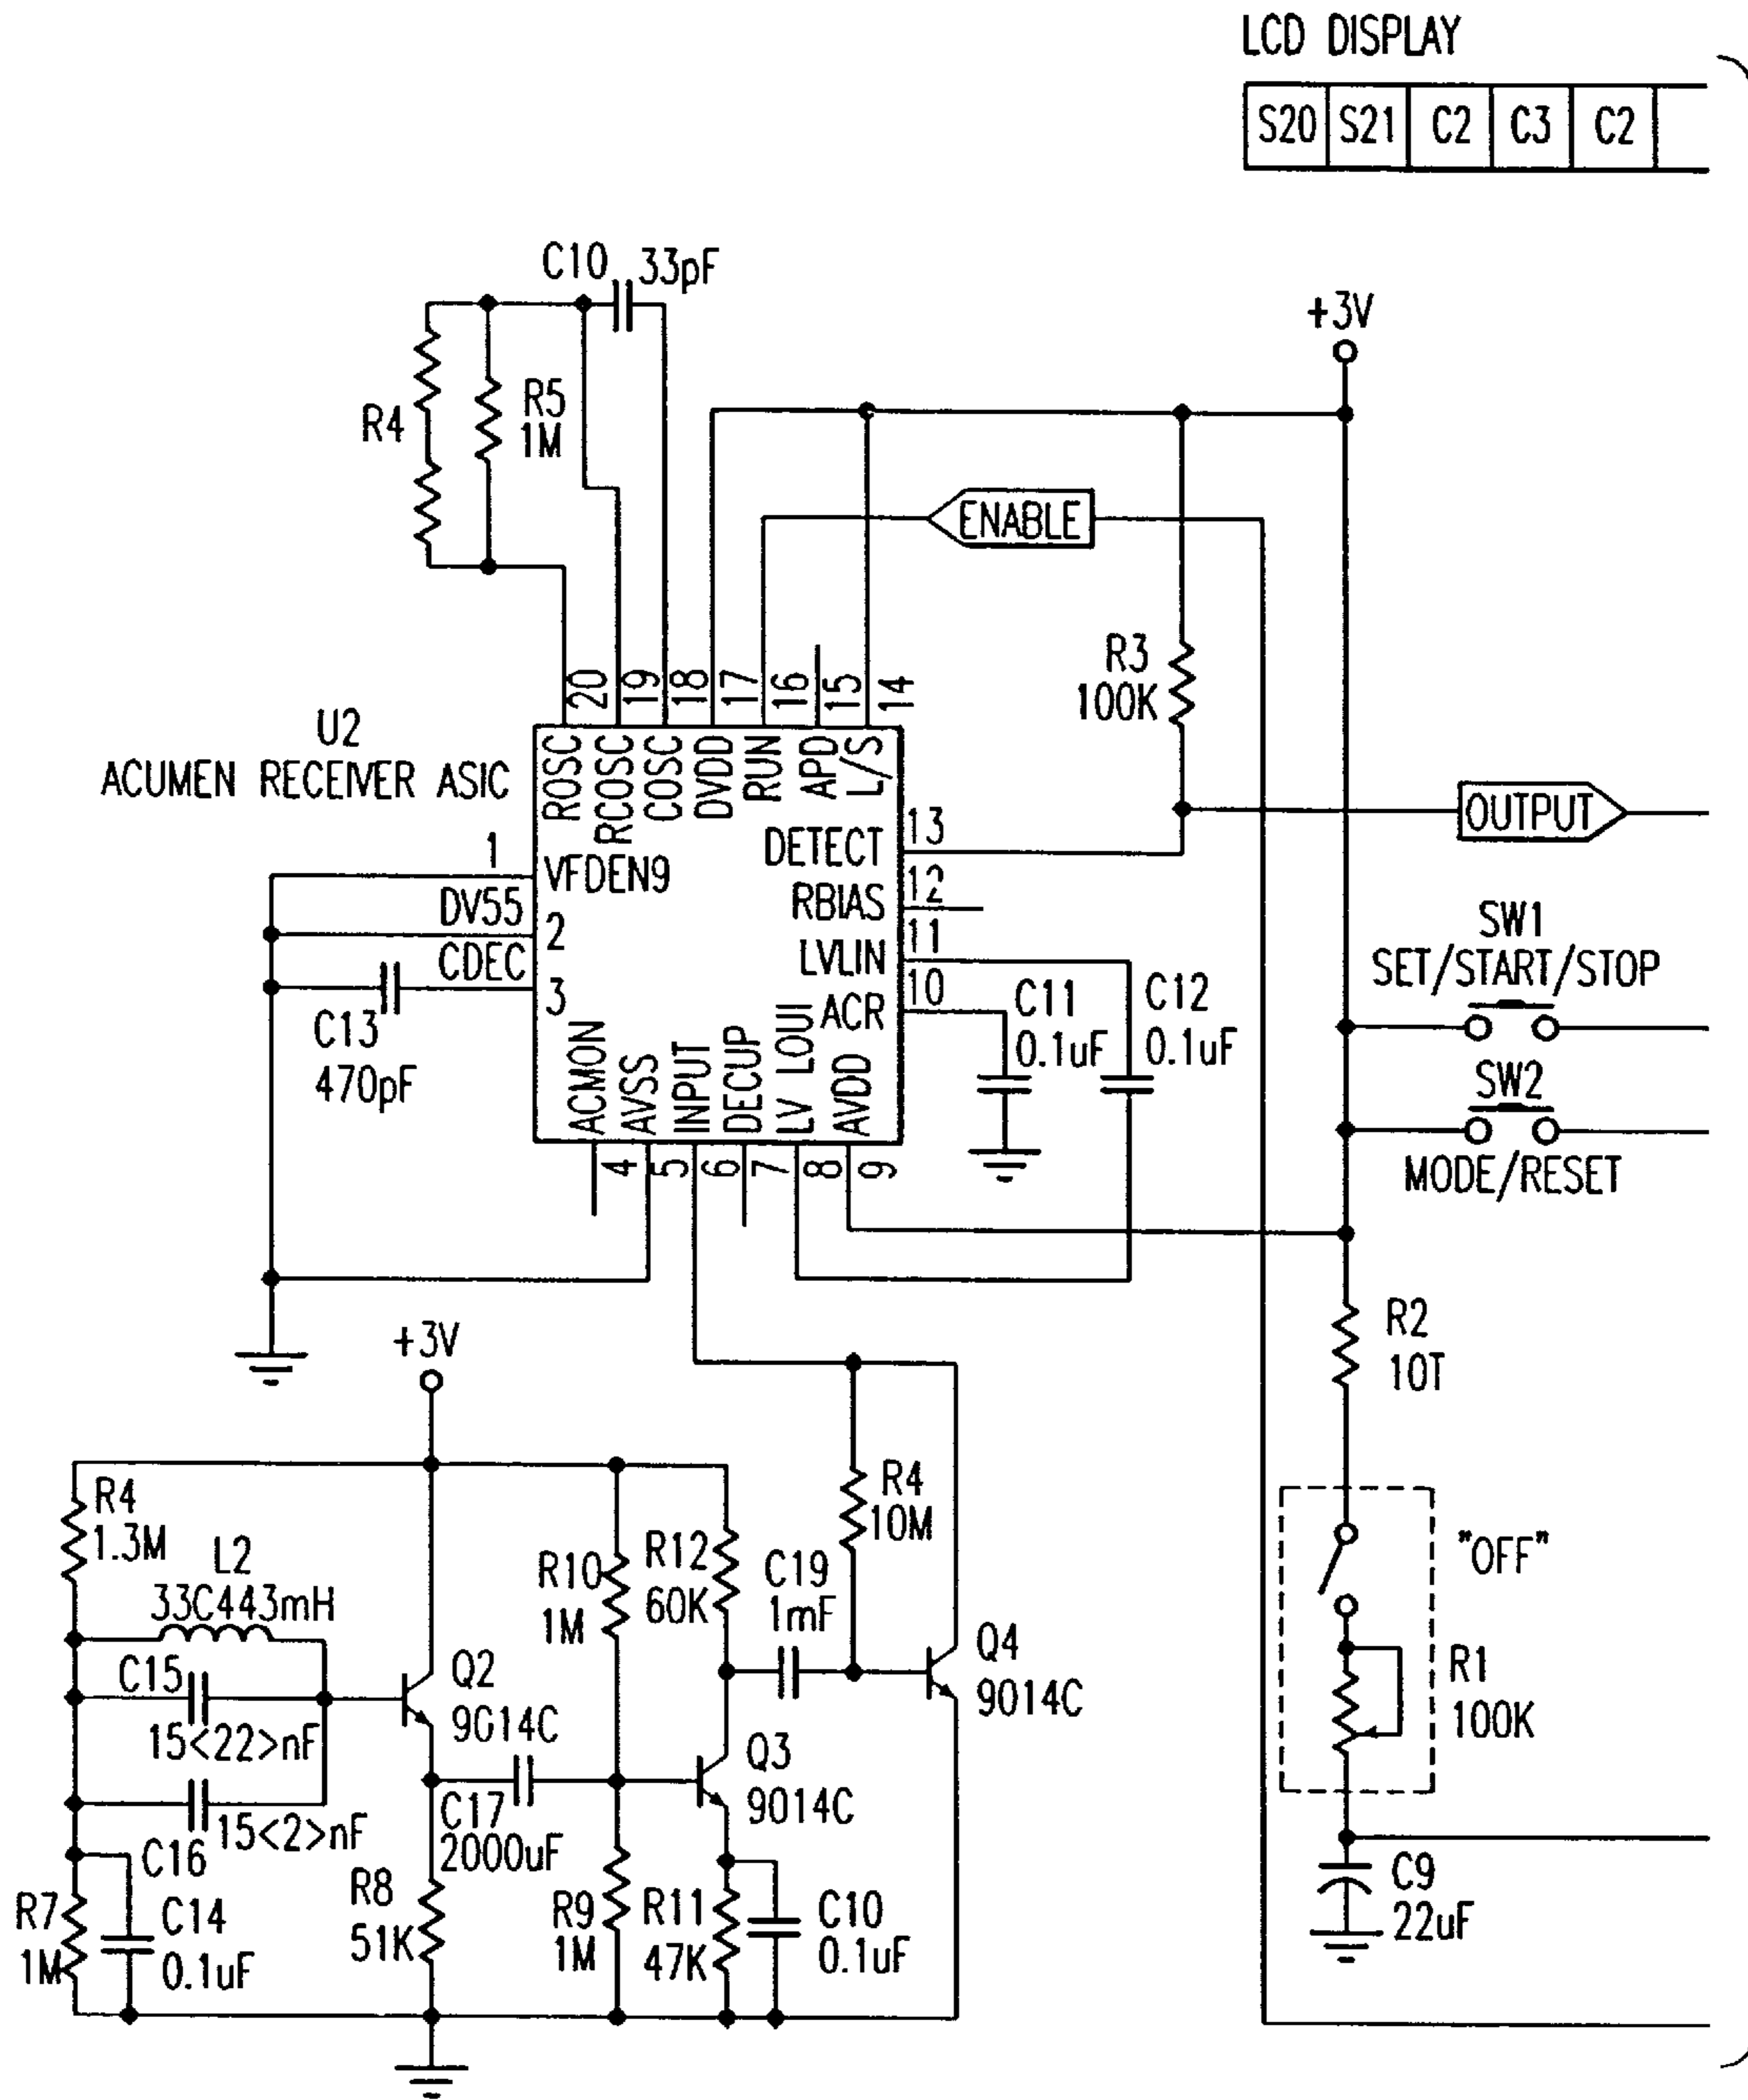 LCD DISPLAY
S20 S21 C2 C3 C2
C10 33pF
+3V
R4
R5
1M
ENABLE
R3
100K
U2
ACUMEN RECEIVER ASIC
20 19 18 17 16 15 14
ROSC RCOSC COSC DVDD RUN APD L/S
OUTPUT
1
VFDEN9
DETECT
13
DV55
2
RBIAS
12
CDEC
3
LVLIN
11
ACR
10
C13
470pF
C11
0.1uF
C12
0.1uF
ACMON AVSS INPUT DECUP LV LOUI AVDD
4 5 6 7 8 9
SW1
SET/START/STOP
SW2
MODE/RESET
+3V
R2
10T
R4
1.3M
L2
33C443mH
C15
15<22>nF
15<2>nF
C16
R7
1M
C14
0.1uF
Q2
9014C
R8
51K
C17
2000uF
R10
1M
R9
1M
R12
60K
C19
1mF
R4
10M
Q4
9014C
Q3
9014C
R11
47K
C10
0.1uF
"OFF"
R1
100K
C9
22uF